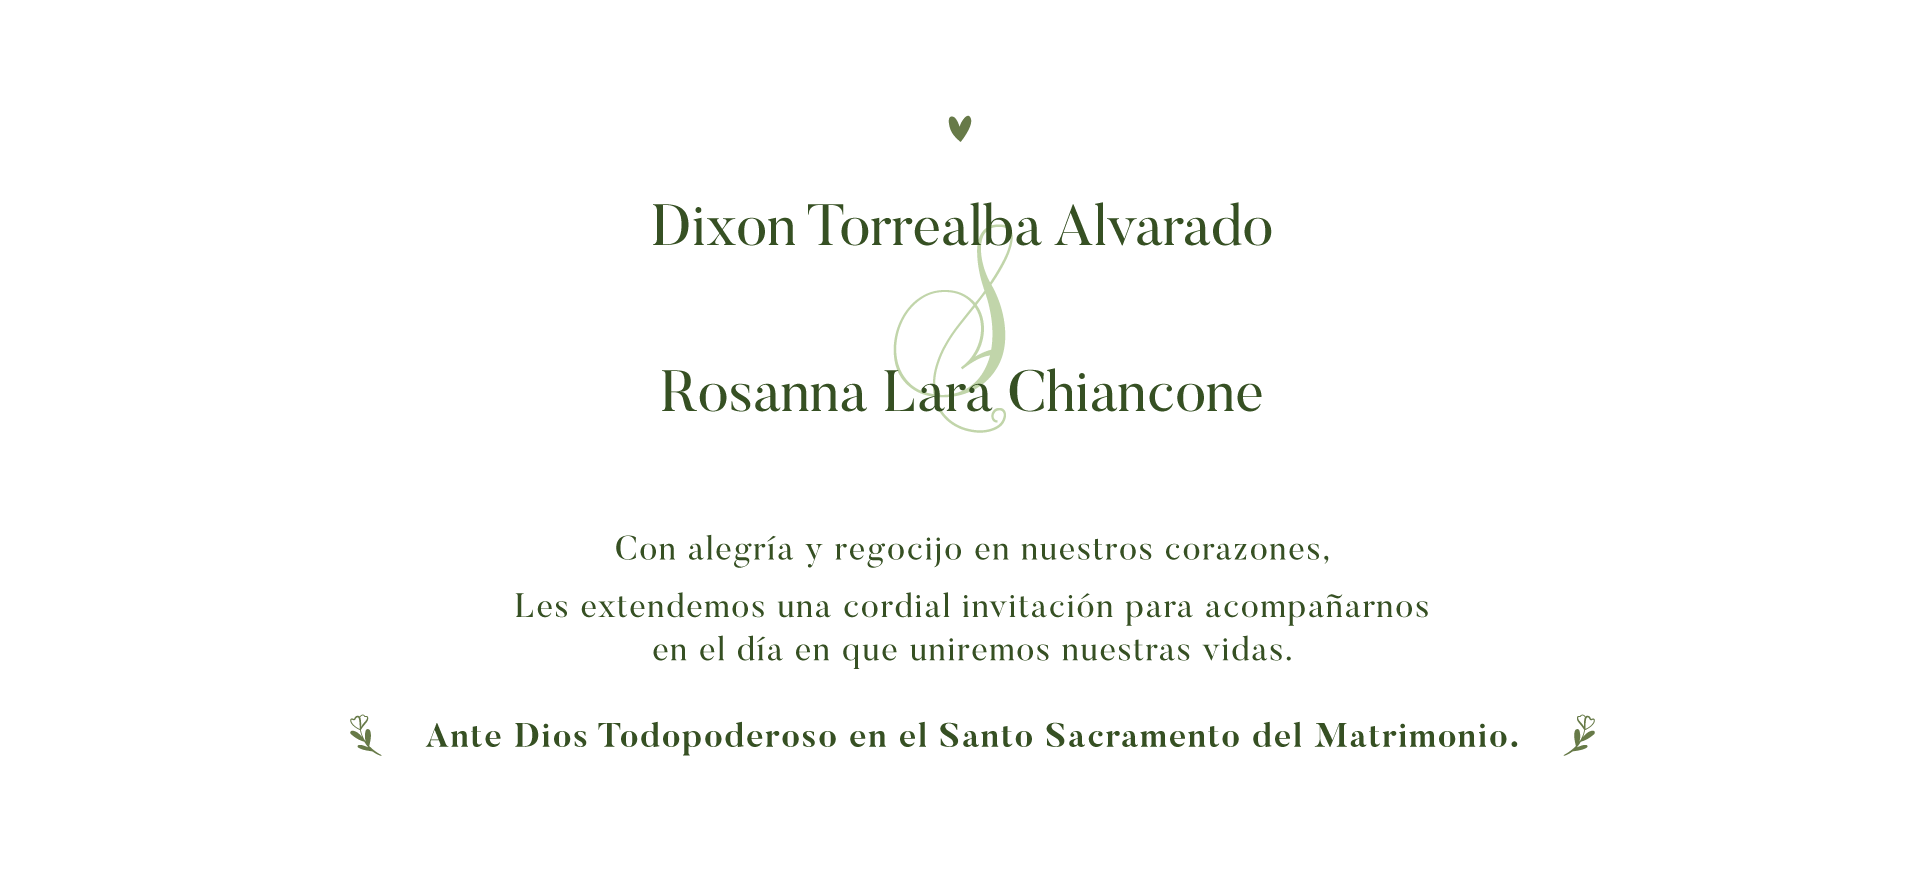 Dixon Torrealba Alvarado
&
Rosanna Lara Chiancone
Con alegría y regocijo en nuestros corazones,
Les extendemos una cordial invitación para acompañarnos
en el día en que uniremos nuestras vidas.
Ante Dios Todopoderoso en el Santo Sacramento del Matrimonio.